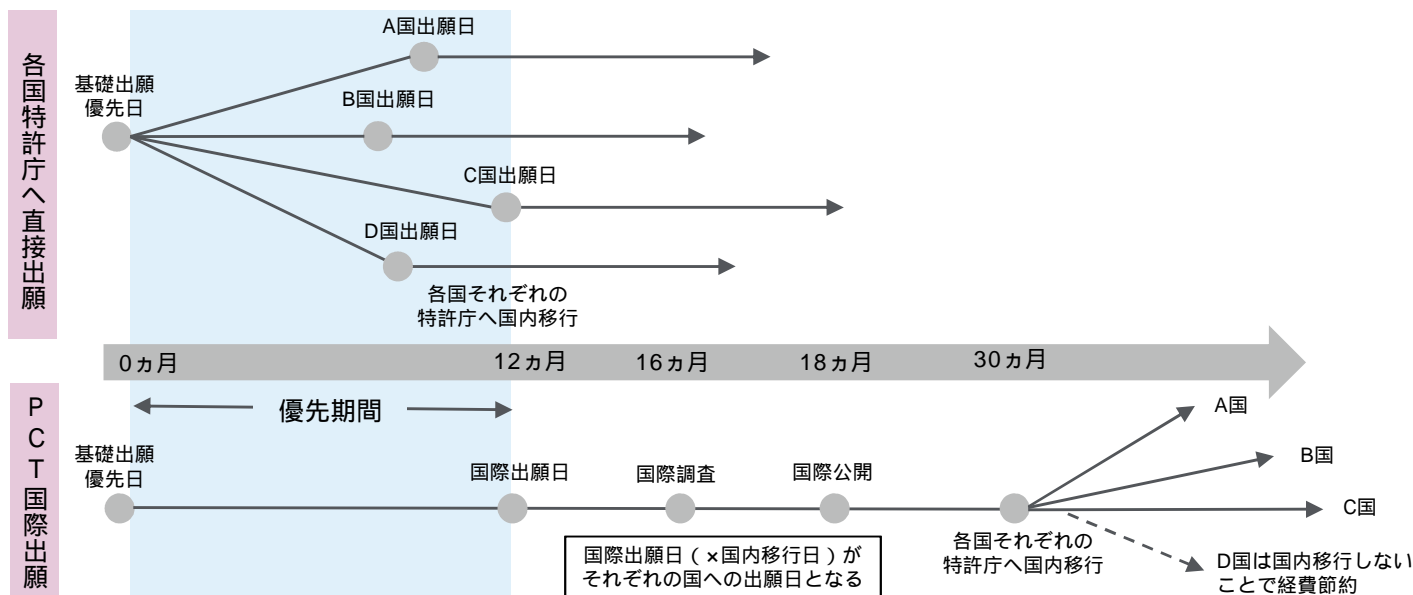 各国特許庁へ直接出願
基礎出願
優先日
A国出願日
B国出願日
C国出願日
D国出願日
各国それぞれの
特許庁へ国内移行
0ヵ月
12ヵ月
16ヵ月
18ヵ月
30ヵ月
PCT国際出願
優先期間
基礎出願
優先日
国際出願日
国際調査
国際公開
国際出願日(×国内移行日)が
それぞれの国への出願日となる
各国それぞれの
特許庁へ国内移行
A国
B国
C国
D国は国内移行しない
ことで経費節約